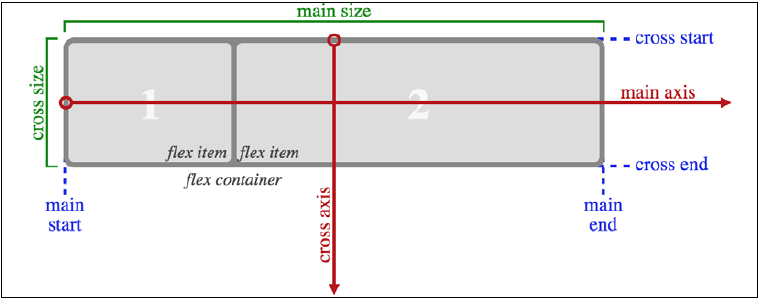 main size
cross start
cross size
1
2
main axis
flex item
flex item
cross end
flex container
cross axis
main
start
main
end